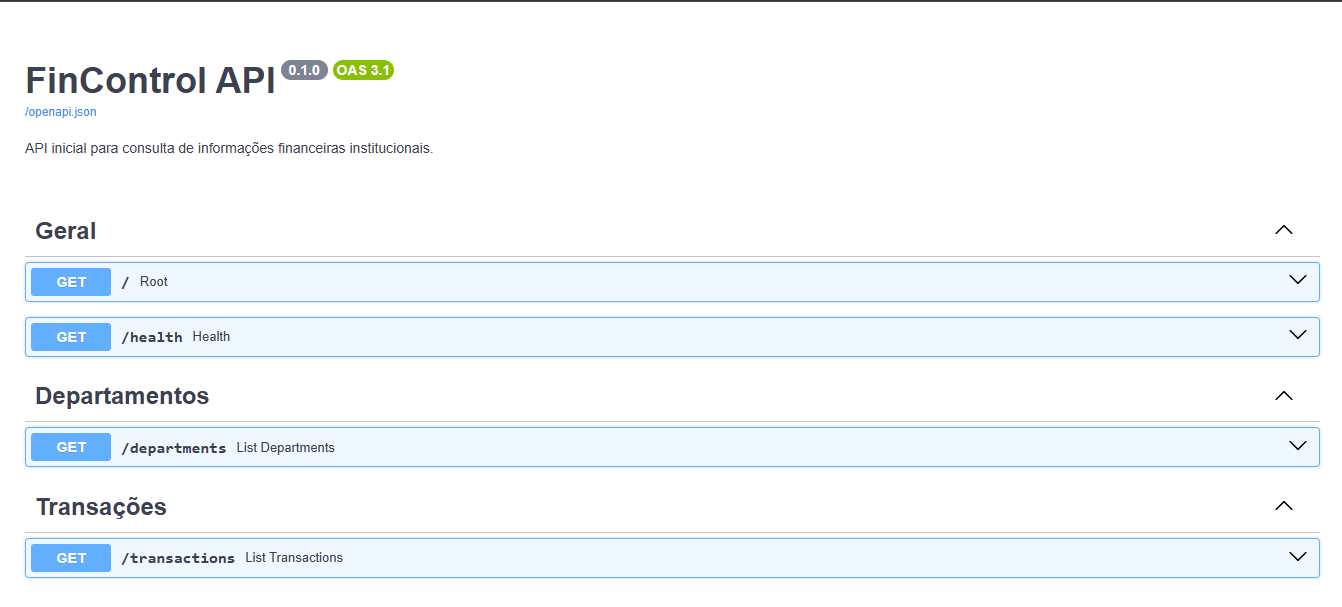 FinControl API 0.1.0 OAS 3.1
/openapi.json
API inicial para consulta de informações financeiras institucionais.
Geral
GET / Root
GET /health Health
Departamentos
GET /departments List Departments
Transações
GET /transactions List Transactions